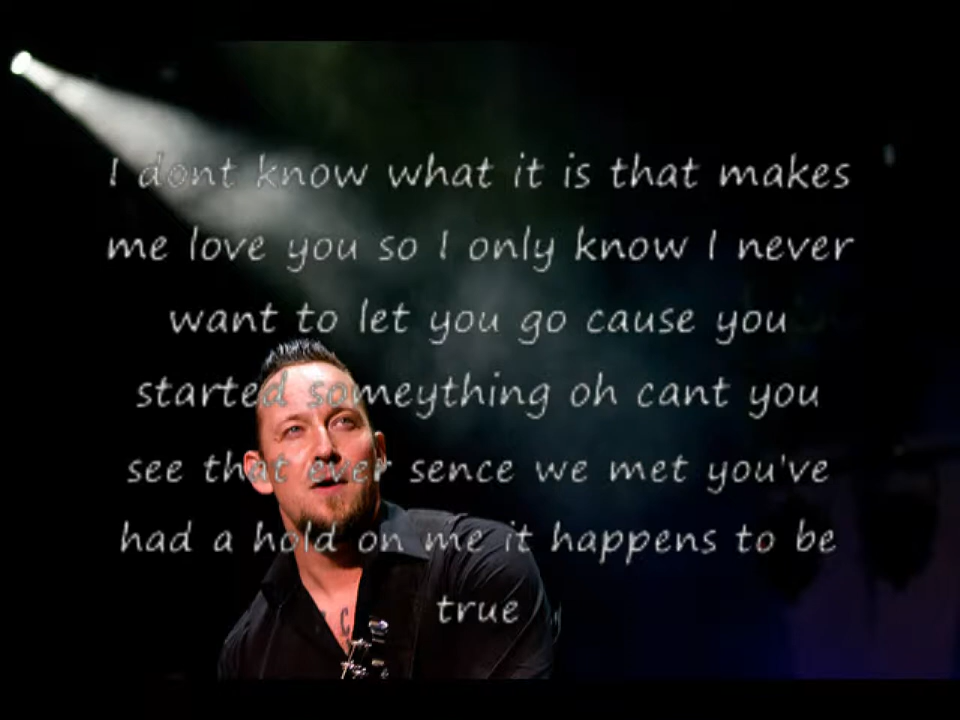 I dont know what it is that makes
me love you so I only know I never
want to let you go cause you
started someything oh cant you
see that ever sence we met you've
had a hold on me it happens to be
true